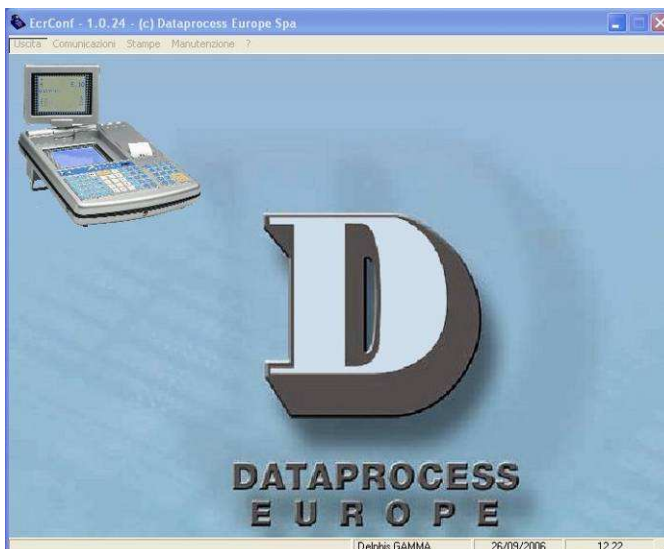 EcrConf - 1.0.24 - (c) Dataprocess Europe Spa
Uscita Comunicazioni Stampe Manutenzione ?
D
DATAPROCESS
EUROPE
Delphis GAMMA 26/09/2006 12.22